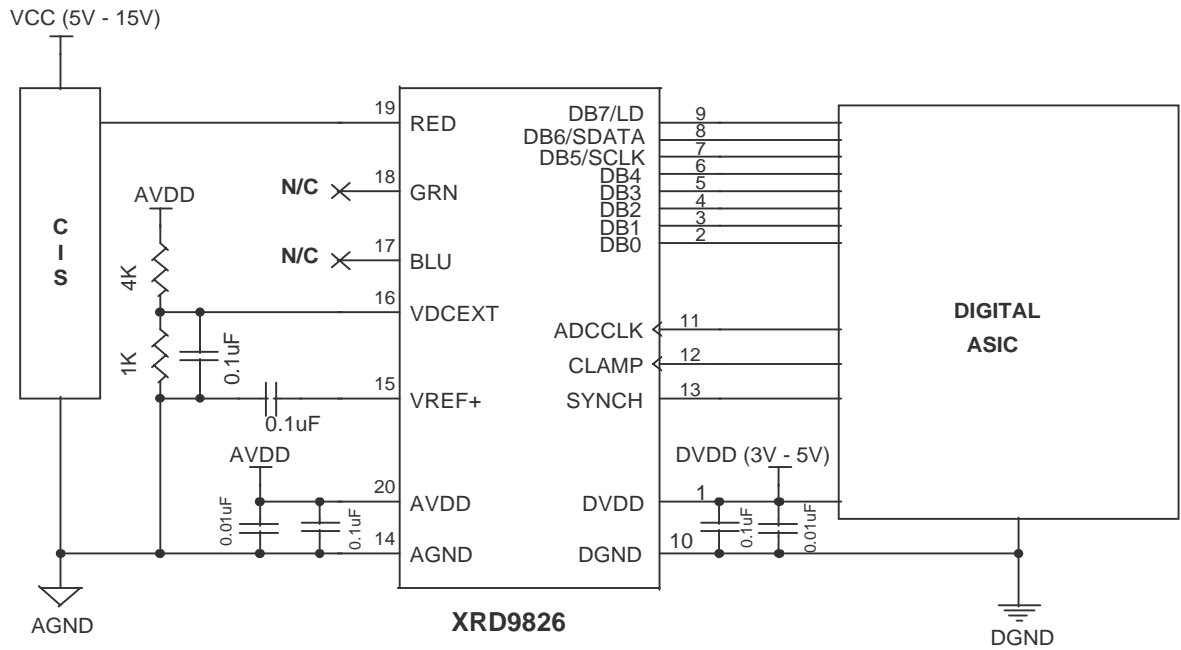 VCC (5V - 15V)
C
I
S
19
RED
18
N/C
GRN
17
N/C
BLU
AVDD
4K
16
VDCEXT
1K
0.1uF
15
VREF+
0.1uF
AVDD
20
AVDD
0.01uF
0.1uF
14
AGND
AGND
DB7/LD
9
DB6/SDATA
8
DB5/SCLK
7
DB4
6
DB3
5
DB2
4
DB1
3
DB0
2
ADCCLK
11
CLAMP
12
SYNCH
13
DVDD (3V - 5V)
DVDD
1
0.1uF
0.01uF
DGND
10
DIGITAL
ASIC
DGND
XRD9826